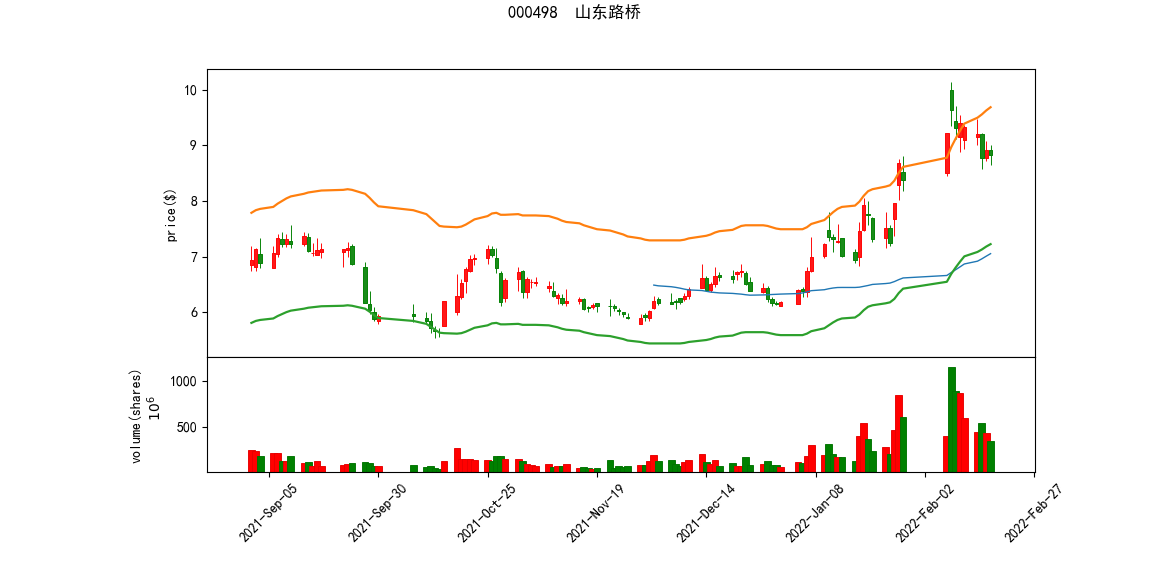 000498 山东路桥
10
9
8
7
6
price($)
1000
500
volume(shares)
10^6
2021-Sep-05
2021-Sep-30
2021-Oct-25
2021-Nov-19
2021-Dec-14
2022-Jan-08
2022-Feb-02
2022-Feb-27